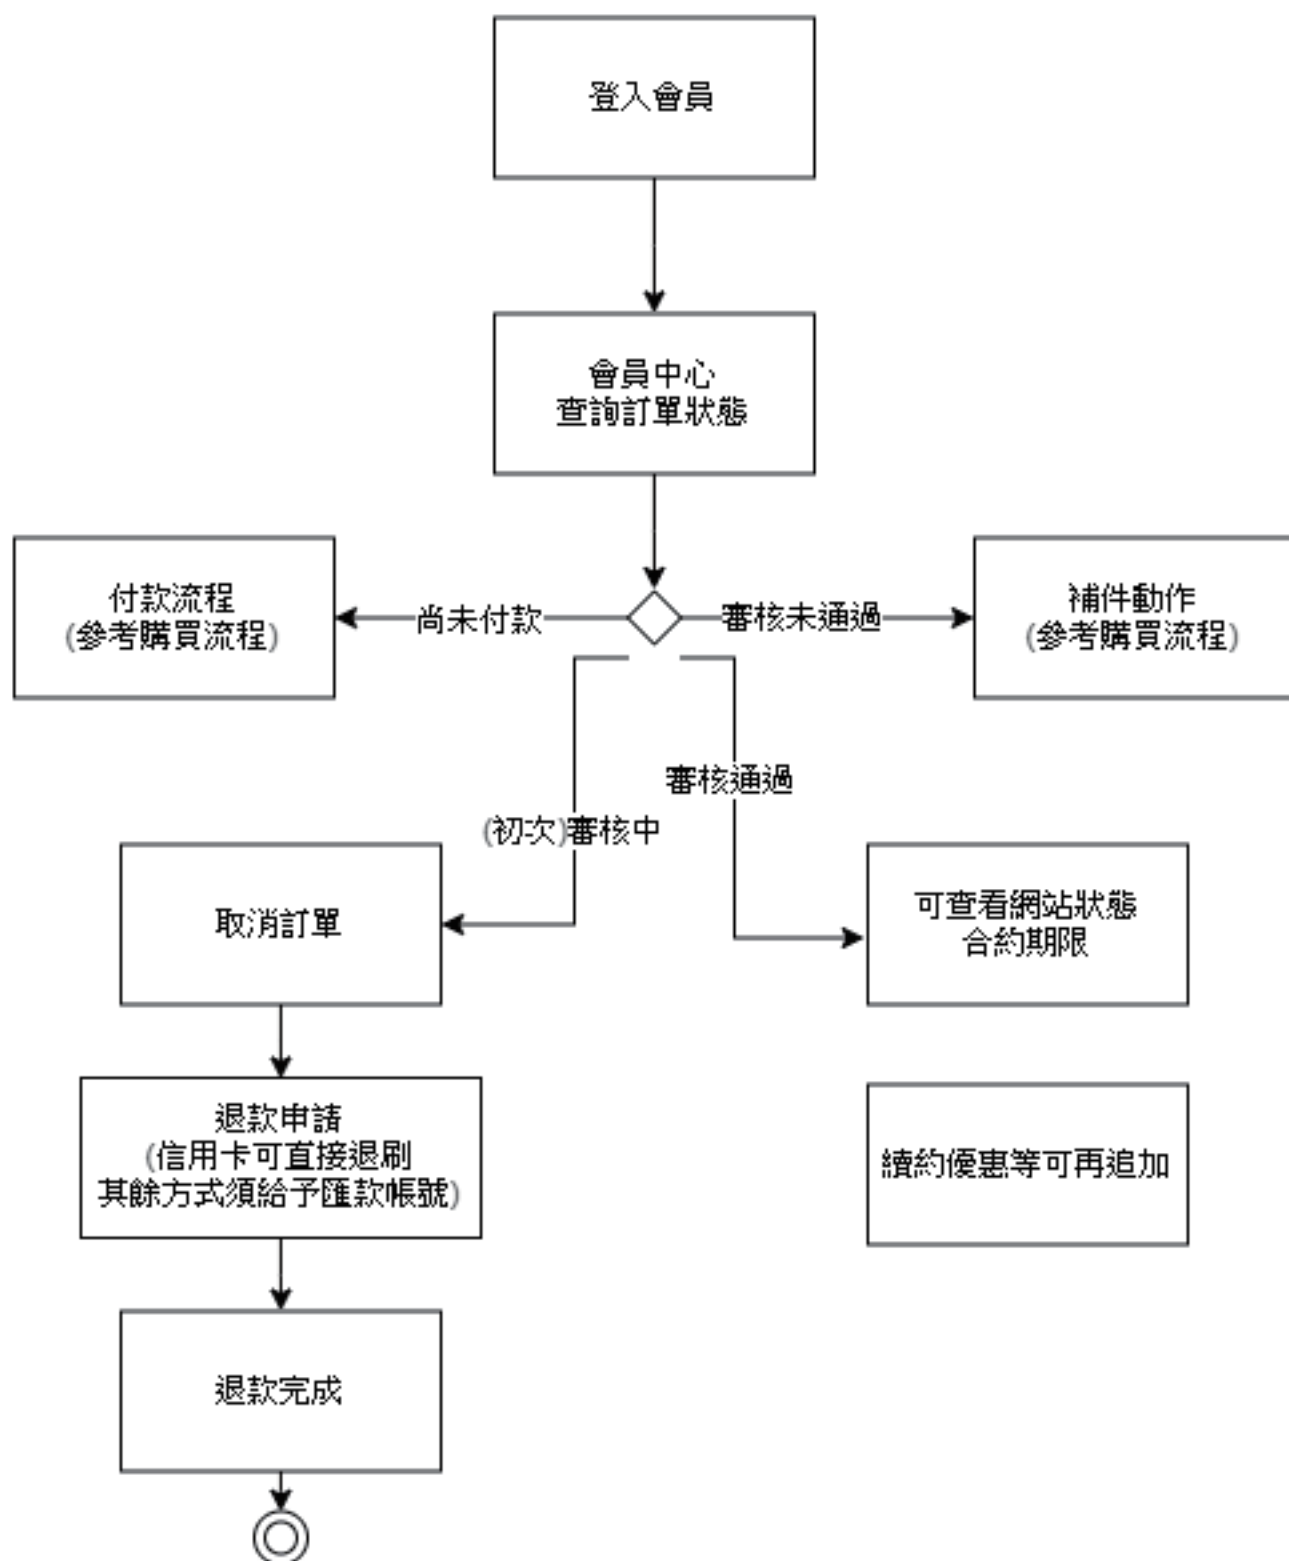 登入會員
會員中心
查詢訂單狀態
付款流程
(參考購買流程)
尚未付款
審核未通過
補件動作
(參考購買流程)
審核通過
(初次)審核中
取消訂單
可查看網站狀態
合約期限
退款申請
(信用卡可直接退刷
其餘方式須給予匯款帳號)
續約優惠等可再追加
退款完成